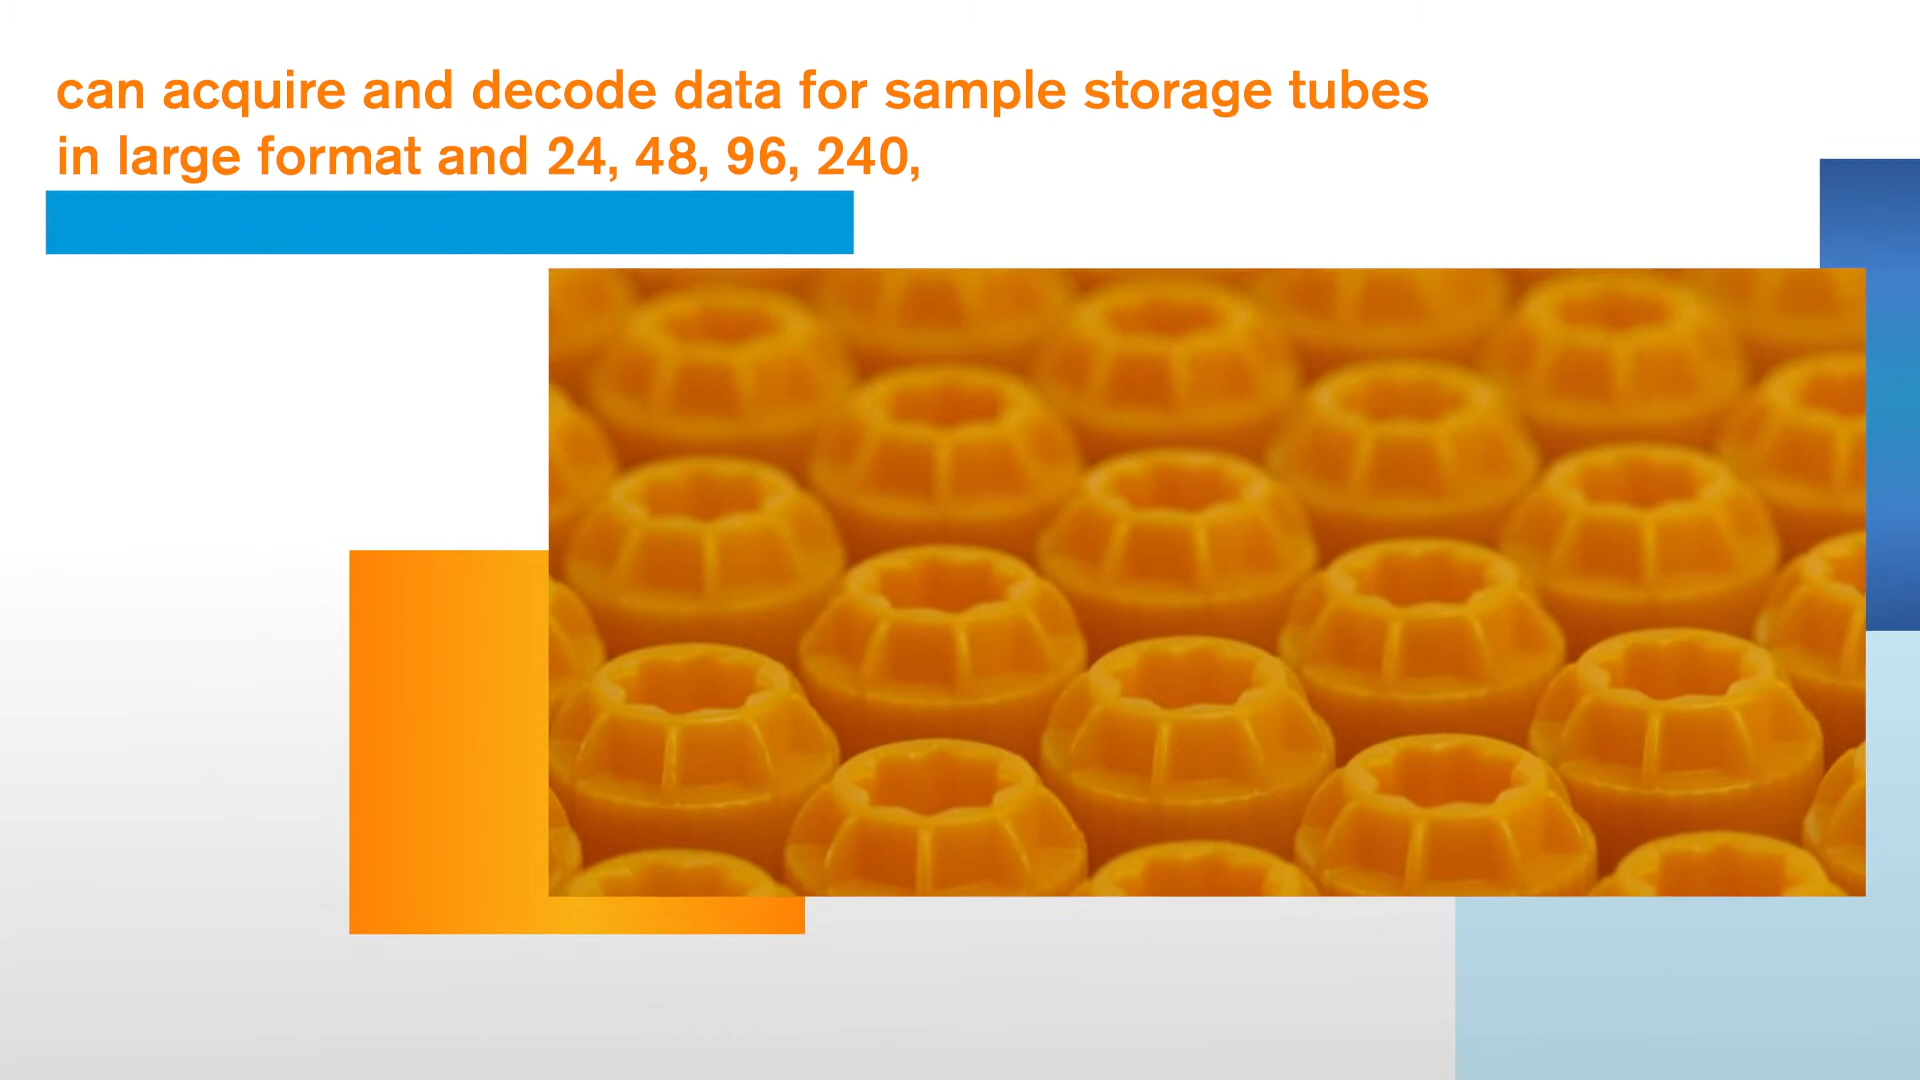 can acquire and decode data for sample storage tubes
in large format and 24, 48, 96, 240,